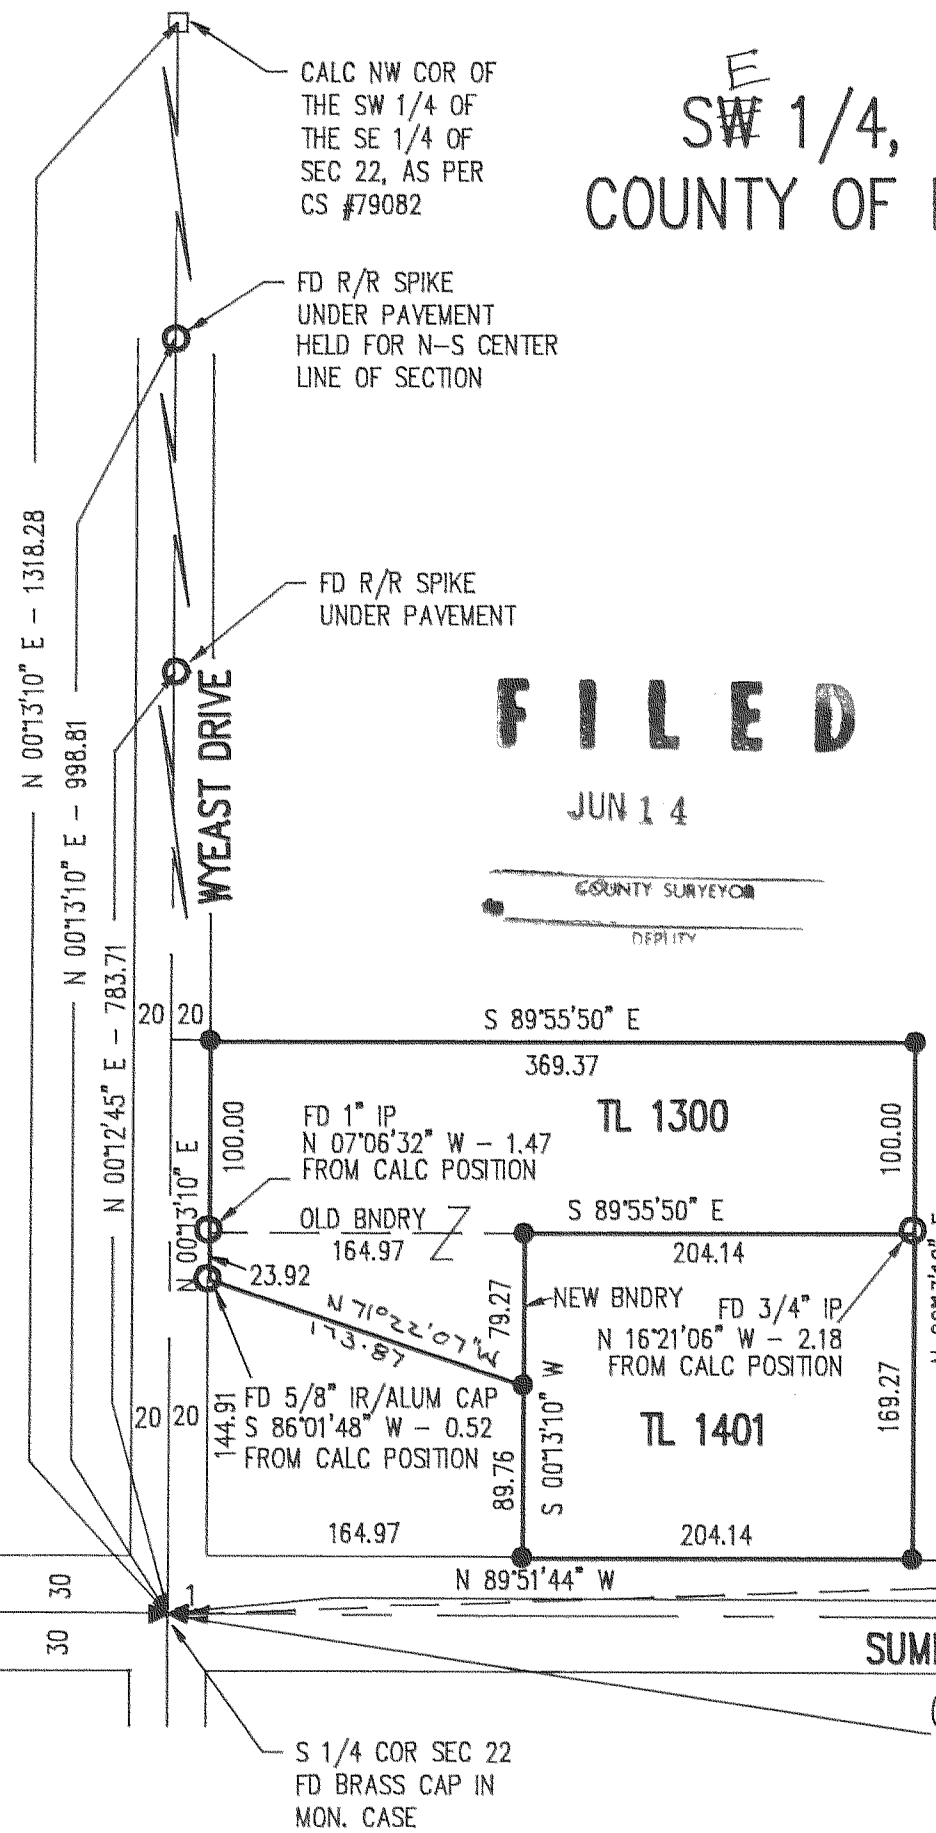 CALC NW COR OF
THE SW 1/4 OF
THE SE 1/4 OF
SEC 22, AS PER
CS #79082
E
SW 1/4,
COUNTY OF
FD R/R SPIKE
UNDER PAVEMENT
HELD FOR N-S CENTER
LINE OF SECTION
FD R/R SPIKE
UNDER PAVEMENT
N 00°13'10" E - 1318.28
N 00°13'10" E - 998.81
N 00°12'45" E - 783.71
WYEAST DRIVE
FILED
JUN 14
COUNTY SURVEYOR
DEPUTY
20 20
S 89°55'50" E
369.37
TL 1300
100.00
100.00
N 00°13'10" E
FD 1" IP
N 07°06'32" W - 1.47
FROM CALC POSITION
OLD BNDRY
164.97
S 89°55'50" E
204.14
23.92
N 71°22'07" W
173.87
79.27
NEW BNDRY
FD 3/4" IP
N 16°21'06" W - 2.18
FROM CALC POSITION
FD 5/8" IR/ALUM CAP
S 86°01'48" W - 0.52
FROM CALC POSITION
144.91
20 20
89.76
S 00°13'10" W
TL 1401
169.27
164.97
204.14
N 89°51'44" W
30
30
1
SUM
S 1/4 COR SEC 22
FD BRASS CAP IN
MON. CASE